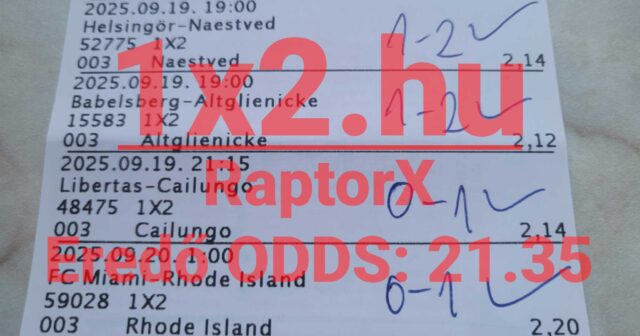 2025.09.19. 19:00
Helsingör-Naestved
52775 1X2
1-2 ✓
003 Naestved 2,14
2025.09.19. 19:00
Babelsberg-Altglienicke
15583 1X2
1-2 ✓
003 Altglienicke 2,12
2025.09.19. 21:15
Libertas-Cailungo
48475 1X2
0-1 ✓
003 Cailungo 2,14
2025.09.20. 1:00
FC Miami-Rhode Island
59028 1X2
0-1 ✓
003 Rhode Island 2,20
1x2.hu
RaptorX
Eredő ODDS: 21.35